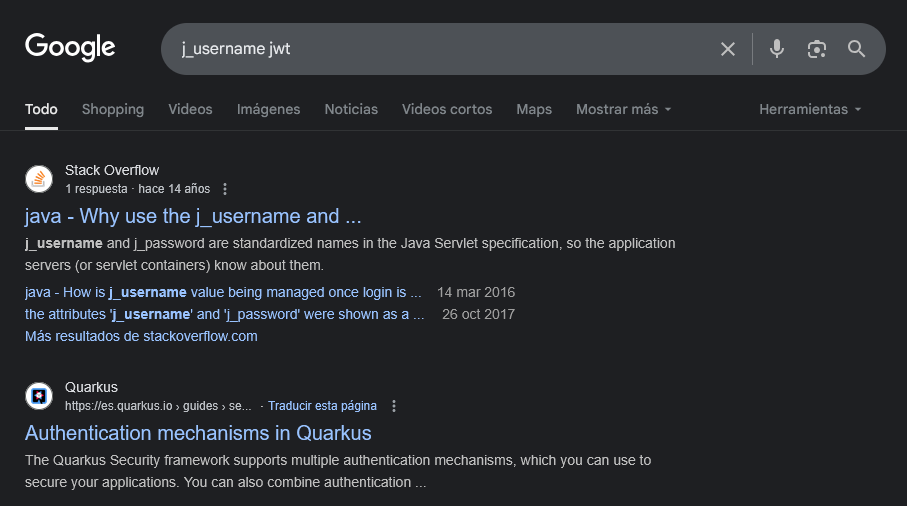 Google
j_username jwt
Todo Shopping Videos Imágenes Noticias Videos cortos Maps Mostrar más Herramientas
Stack Overflow
1 respuesta · hace 14 años
java - Why use the j_username and ...
j_username and j_password are standardized names in the Java Servlet specification, so the application
servers (or servlet containers) know about them.
java - How is j_username value being managed once login is ... 14 mar 2016
the attributes 'j_username' and 'j_password' were shown as a ... 26 oct 2017
Más resultados de stackoverflow.com
Quarkus
https://es.quarkus.io › guides › se... · Traducir esta página
Authentication mechanisms in Quarkus
The Quarkus Security framework supports multiple authentication mechanisms, which you can use to
secure your applications. You can also combine authentication ...